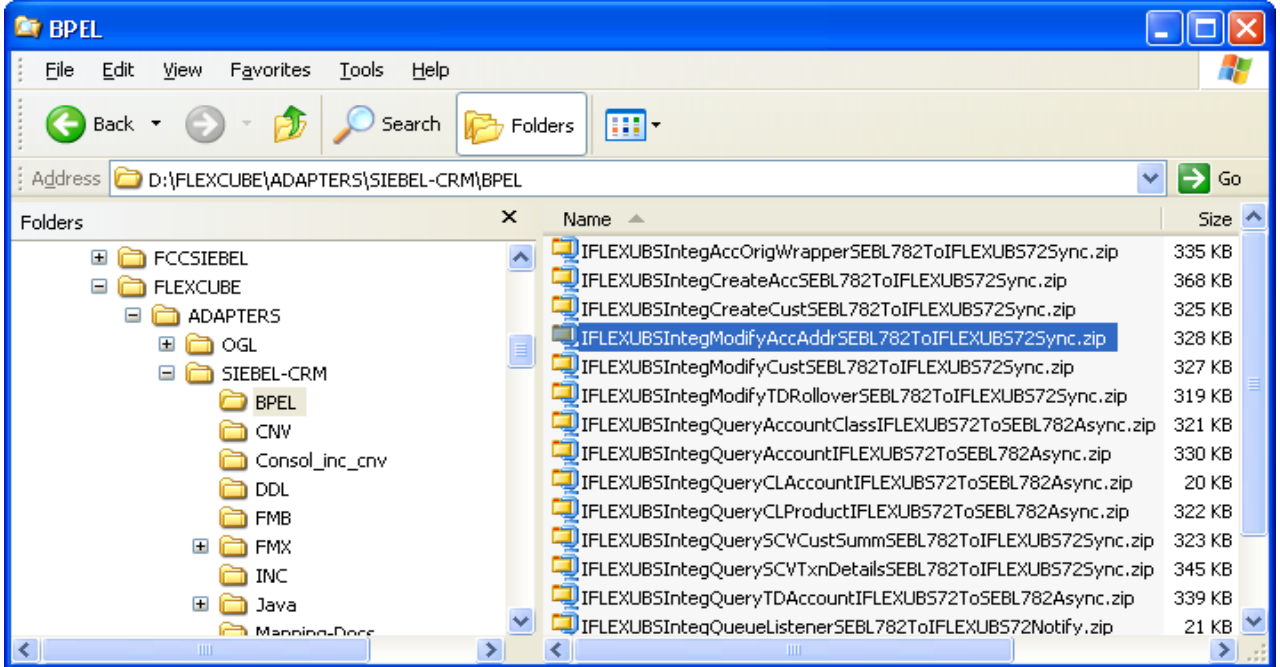 BPEL
File Edit View Favorites Tools Help
Back Search Folders
Address D:\FLEXCUBE\ADAPTERS\SIEBEL-CRM\BPEL Go
Folders
FCCSIEBEL
FLEXCUBE
ADAPTERS
OGL
SIEBEL-CRM
BPEL
CNV
Consol_inc_cnv
DDL
FMB
FMX
INC
Java
Mapping-Docs
Name Size
IFLEXUBSIntegAccOrigWrapperSEBL782ToIFLEXUBS72Sync.zip 335 KB
IFLEXUBSIntegCreateAccSEBL782ToIFLEXUBS72Sync.zip 368 KB
IFLEXUBSIntegCreateCustSEBL782ToIFLEXUBS72Sync.zip 325 KB
IFLEXUBSIntegModifyAccAddrSEBL782ToIFLEXUBS72Sync.zip 328 KB
IFLEXUBSIntegModifyCustSEBL782ToIFLEXUBS72Sync.zip 327 KB
IFLEXUBSIntegModifyTDRolloverSEBL782ToIFLEXUBS72Sync.zip 319 KB
IFLEXUBSIntegQueryAccountClassIFLEXUBS72ToSEBL782Async.zip 321 KB
IFLEXUBSIntegQueryAccountIFLEXUBS72ToSEBL782Async.zip 330 KB
IFLEXUBSIntegQueryCLAccountIFLEXUBS72ToSEBL782Async.zip 20 KB
IFLEXUBSIntegQueryCLProductIFLEXUBS72ToSEBL782Async.zip 322 KB
IFLEXUBSIntegQuerySCVCustSummSEBL782ToIFLEXUBS72Sync.zip 323 KB
IFLEXUBSIntegQuerySCVTxnDetailsSEBL782ToIFLEXUBS72Sync.zip 345 KB
IFLEXUBSIntegQueryTDAccountIFLEXUBS72ToSEBL782Async.zip 339 KB
IFLEXUBSIntegQueueListenerSEBL782ToIFLEXUBS72Notify.zip 21 KB